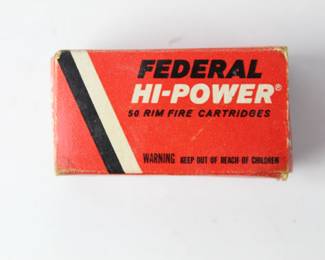 FEDERAL
HI-POWER®
50 RIM FIRE CARTRIDGES
WARNING KEEP OUT OF REACH OF CHILDREN